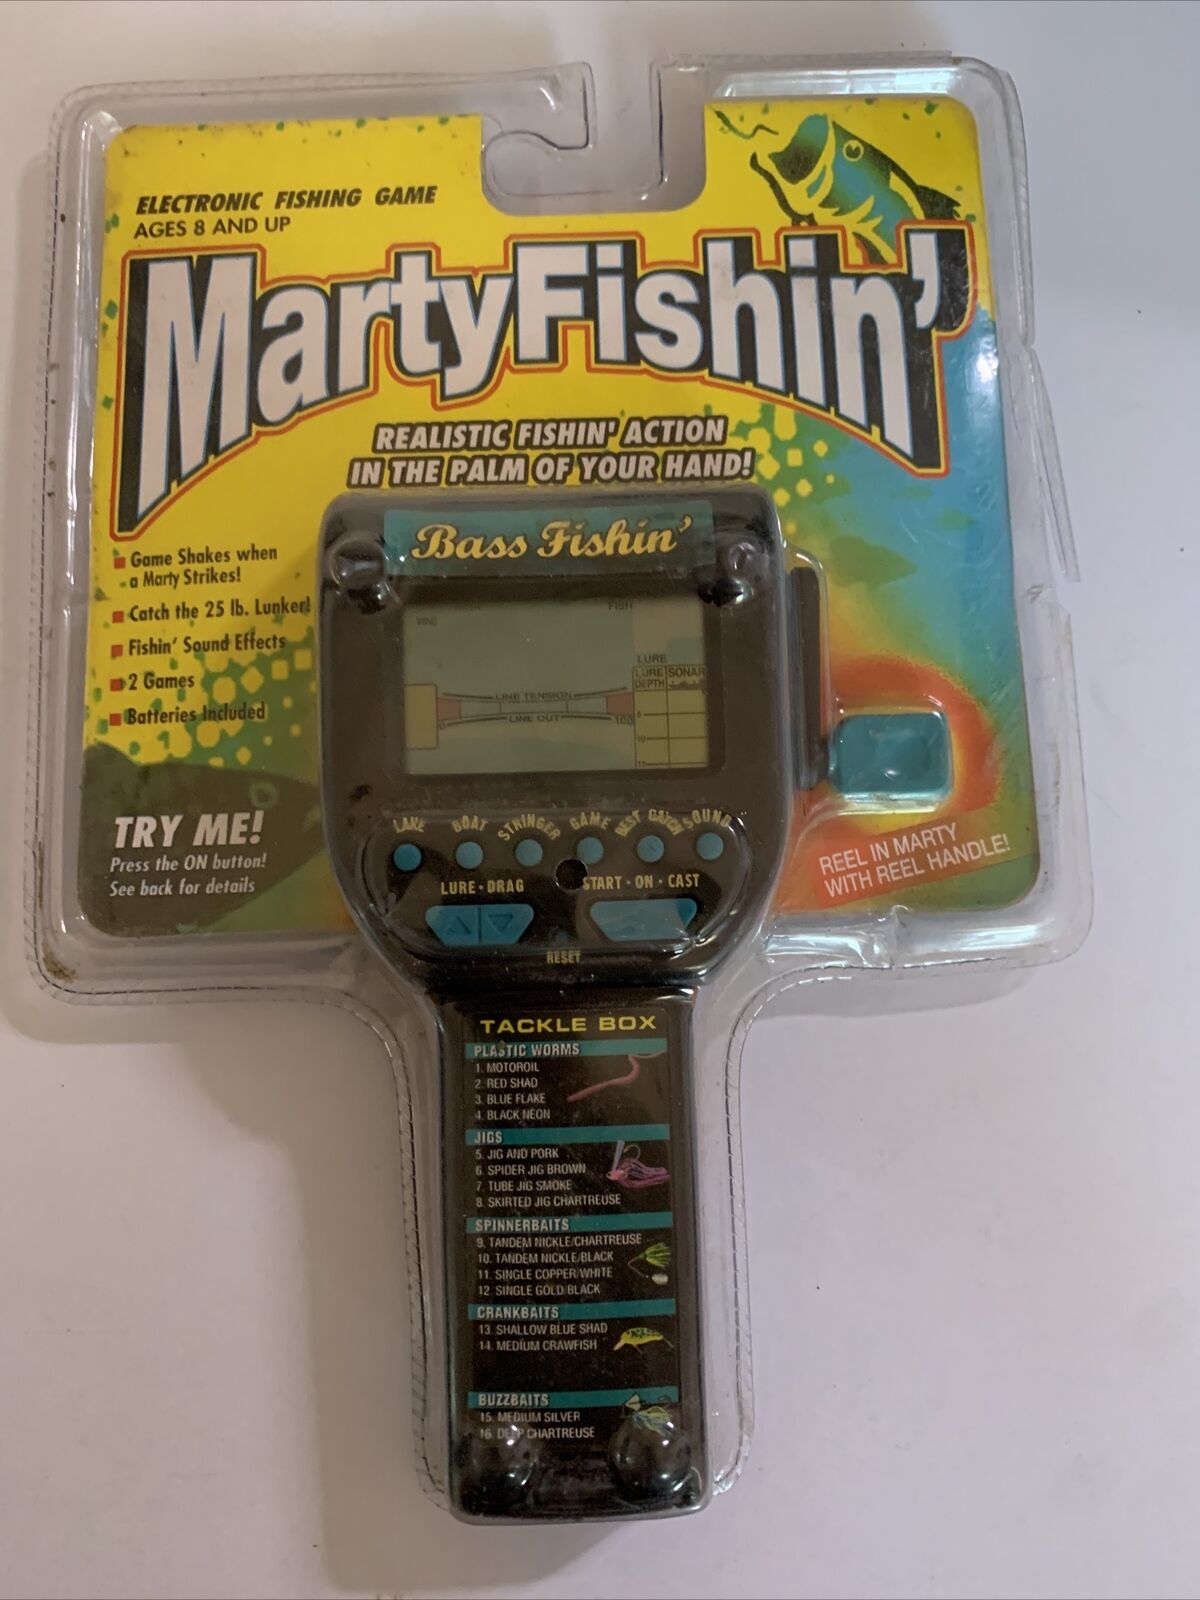 ELECTRONIC FISHING GAME
AGES 8 AND UP
MartyFishin'
REALISTIC FISHIN' ACTION
IN THE PALM OF YOUR HAND!
Game Shakes when
a Marty Strikes!
Catch the 25 lb. Lunker!
Fishin' Sound Effects
2 Games
Batteries Included
TRY ME!
Press the ON button!
See back for details
Bass Fishin'
WIND
FISH
LURE
LURE DEPTH
SONAR
LINE TENSION
0
LINE OUT
100
5
10
15
LAKE BOAT STRINGER GAME BEST CATCH SOUND
LURE • DRAG
START • ON • CAST
RESET
REEL IN MARTY
WITH REEL HANDLE!
TACKLE BOX
PLASTIC WORMS
1. MOTOROIL
2. RED SHAD
3. BLUE FLAKE
4. BLACK NEON
JIGS
5. JIG AND PORK
6. SPIDER JIG BROWN
7. TUBE JIG SMOKE
8. SKIRTED JIG CHARTREUSE
SPINNERBAITS
9. TANDEM NICKLE/CHARTREUSE
10. TANDEM NICKLE/BLACK
11. SINGLE COPPER/WHITE
12. SINGLE GOLD/BLACK
CRANKBAITS
13. SHALLOW BLUE SHAD
14. MEDIUM CRAWFISH
BUZZBAITS
15. MEDIUM SILVER
16. DEEP CHARTREUSE